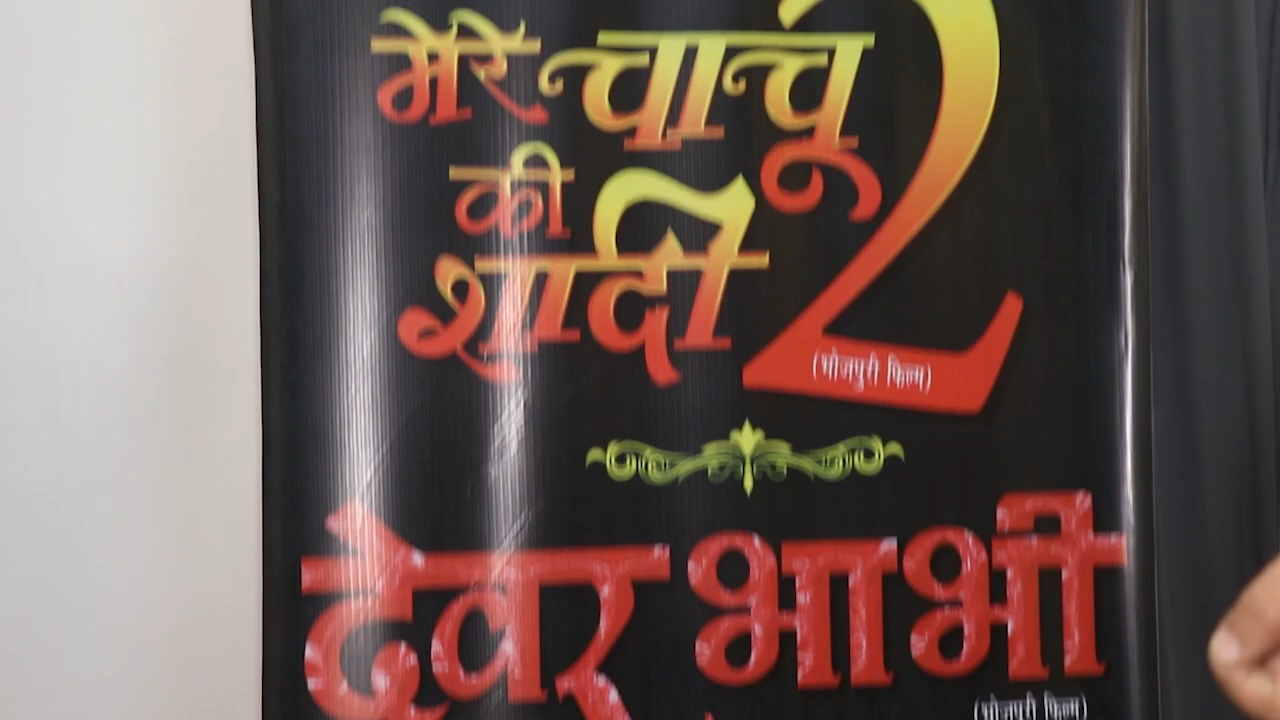 मेरे चाचू 2
की
शादी
(भोजपुरी फिल्म)
देवर भाभी
(भोजपुरी फिल्म)